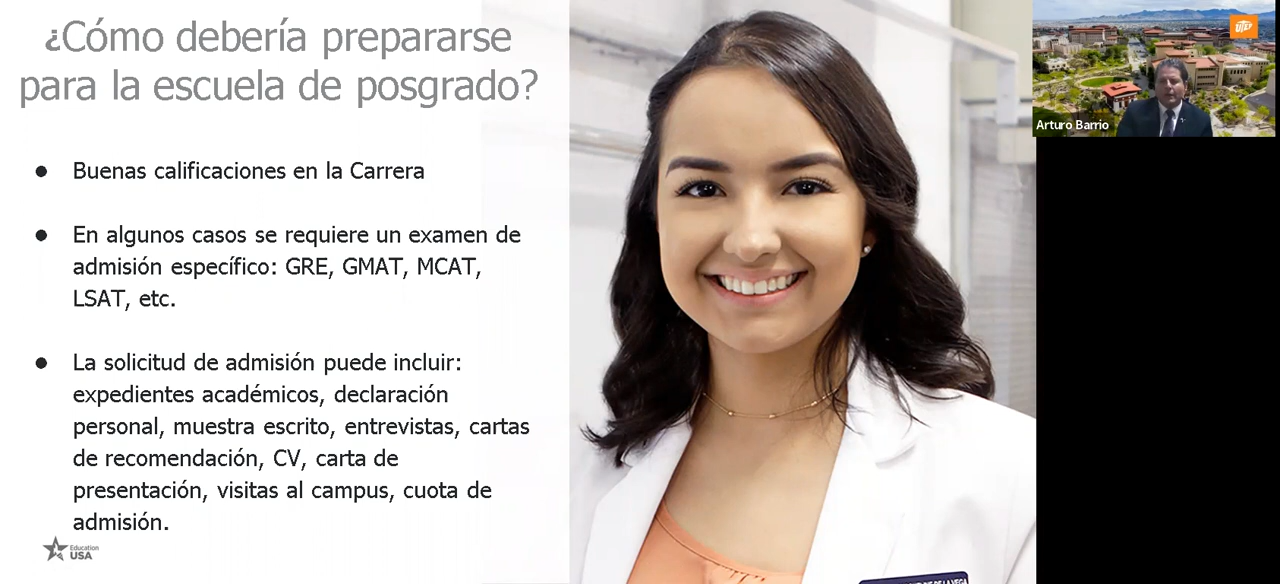 ¿Cómo debería prepararse
para la escuela de posgrado?
● Buenas calificaciones en la Carrera
● En algunos casos se requiere un examen de
admisión específico: GRE, GMAT, MCAT,
LSAT, etc.
● La solicitud de admisión puede incluir:
expedientes académicos, declaración
personal, muestra escrito, entrevistas, cartas
de recomendación, CV, carta de
presentación, visitas al campus, cuota de
admisión.
Education
USA
UTEP
Arturo Barrio
DE LA VEGA